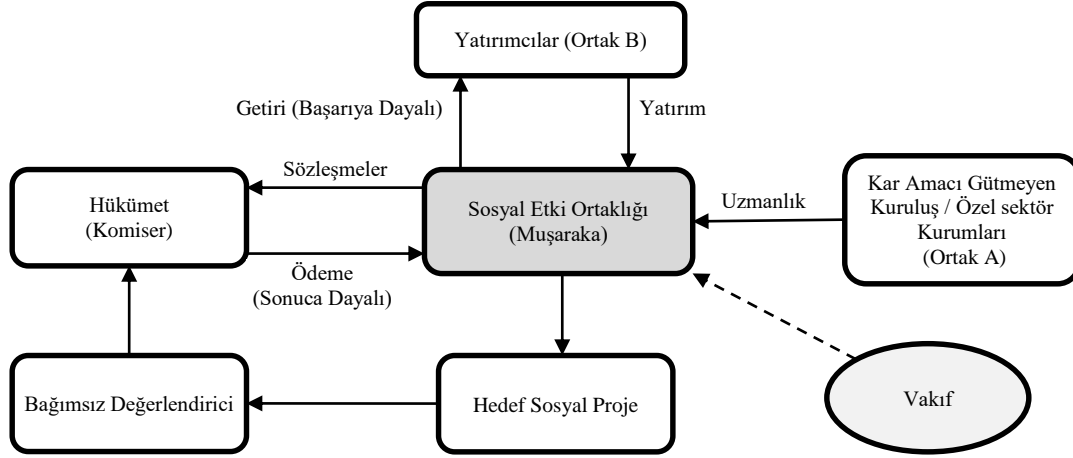 Yatırımcılar (Ortak B)
Getiri (Başarıya Dayalı)
Yatırım
Sözleşmeler
Hükümet
(Komiser)
Sosyal Etki Ortaklığı
(Muşaraka)
Uzmanlık
Kar Amacı Gütmeyen
Kuruluş / Özel sektör
Kurumları
(Ortak A)
Ödeme
(Sonuca Dayalı)
Bağımsız Değerlendirici
Hedef Sosyal Proje
Vakıf